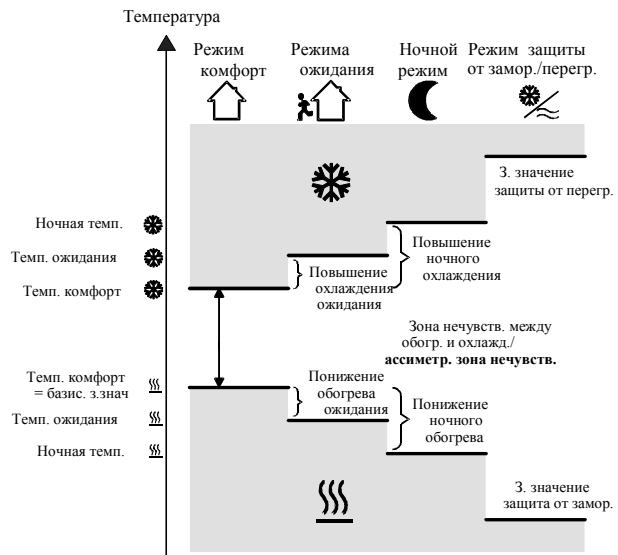 Температура
Режим
комфорт
Режима
ожидания
Ночной
режим
Режим защиты
от замор./перегр.
З. значение
защиты от перегр.
Ночная темп.
Темп. ожидания
Темп. комфорт
Повышение
охлаждения
ожидания
Повышение
ночного
охлаждения
Зона нечувств. между
обогр. и охлажд./
ассиметр. зона нечувств.
Темп. комфорт
= базис. з.знач
Темп. ожидания
Ночная темп.
Понижение
обогрева
ожидания
Понижение
ночного
обогрева
З. значение
защита от замор.